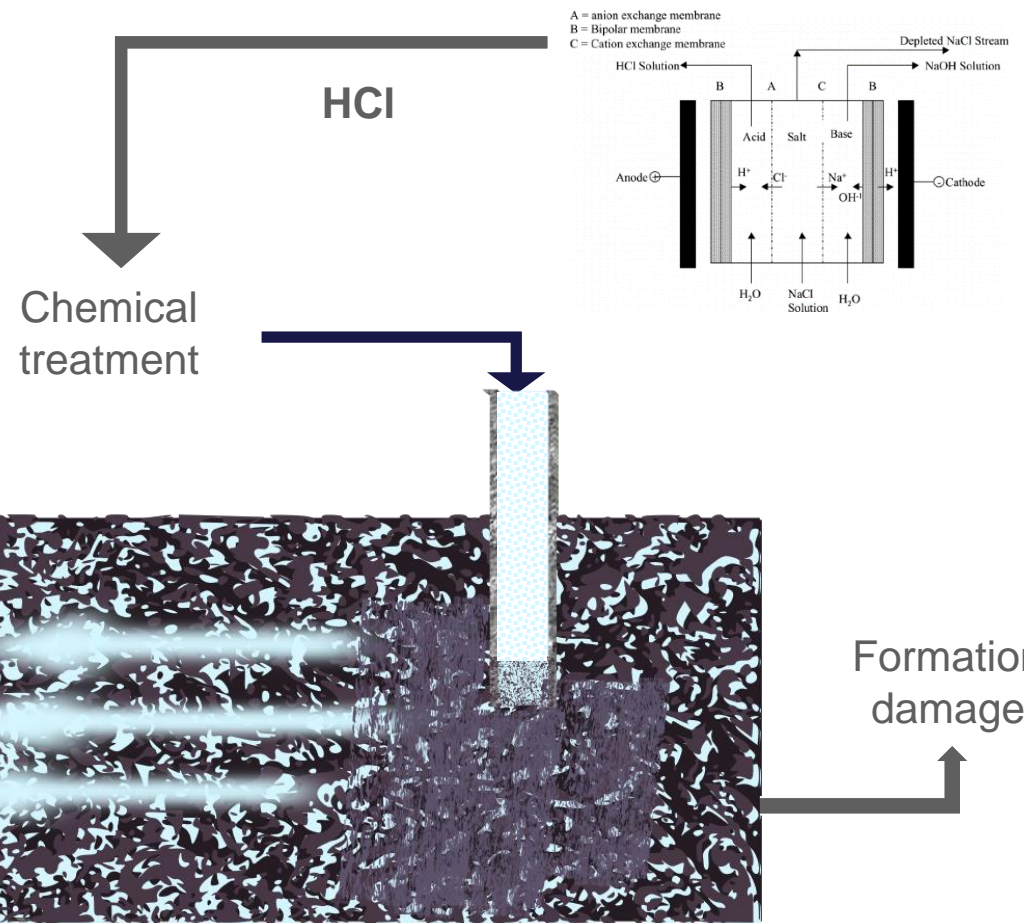 A = anion exchange membrane
B = Bipolar membrane
C = Cation exchange membrane
Depleted NaCl Stream
HCl Solution
NaOH Solution
B
A
C
B
HCl
Acid
Salt
Base
Anode
+
H⁺
Cl⁻
Na⁺
OH⁻¹
H⁺
-
Cathode
H₂O
NaCl
Solution
H₂O
Chemical
treatment
Formation
damage